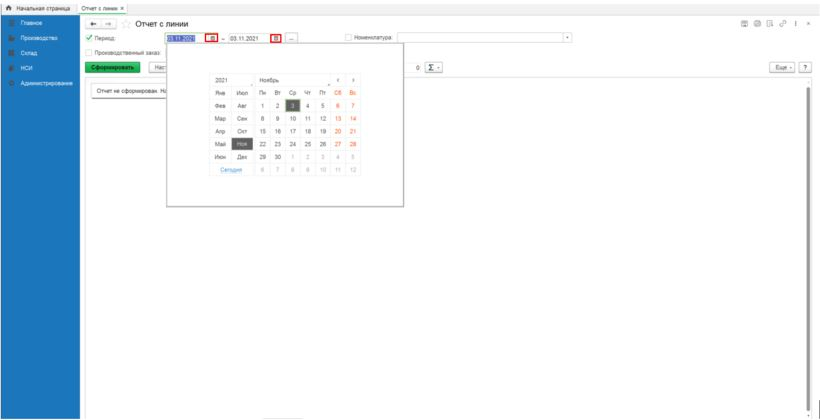 Начальная страница
Отчет с линии ×
Главное
Производство
Склад
НСИ
Администрирование
Отчет с линии
Период:
03.11.2021 – 03.11.2021 ...
Номенклатура:
Производственный заказ:
Сформировать
Нас
0 Σ
Еще
?
Отчет не сформирован. На
2021 Ноябрь ‹ ›
Янв Июл Пн Вт Ср Чт Пт Сб Вс
Фев Авг 1 2 3 4 5 6 7
Мар Сен 8 9 10 11 12 13 14
Апр Окт 15 16 17 18 19 20 21
Май Ноя 22 23 24 25 26 27 28
Июн Дек 29 30 1 2 3 4 5
Сегодня 6 7 8 9 10 11 12